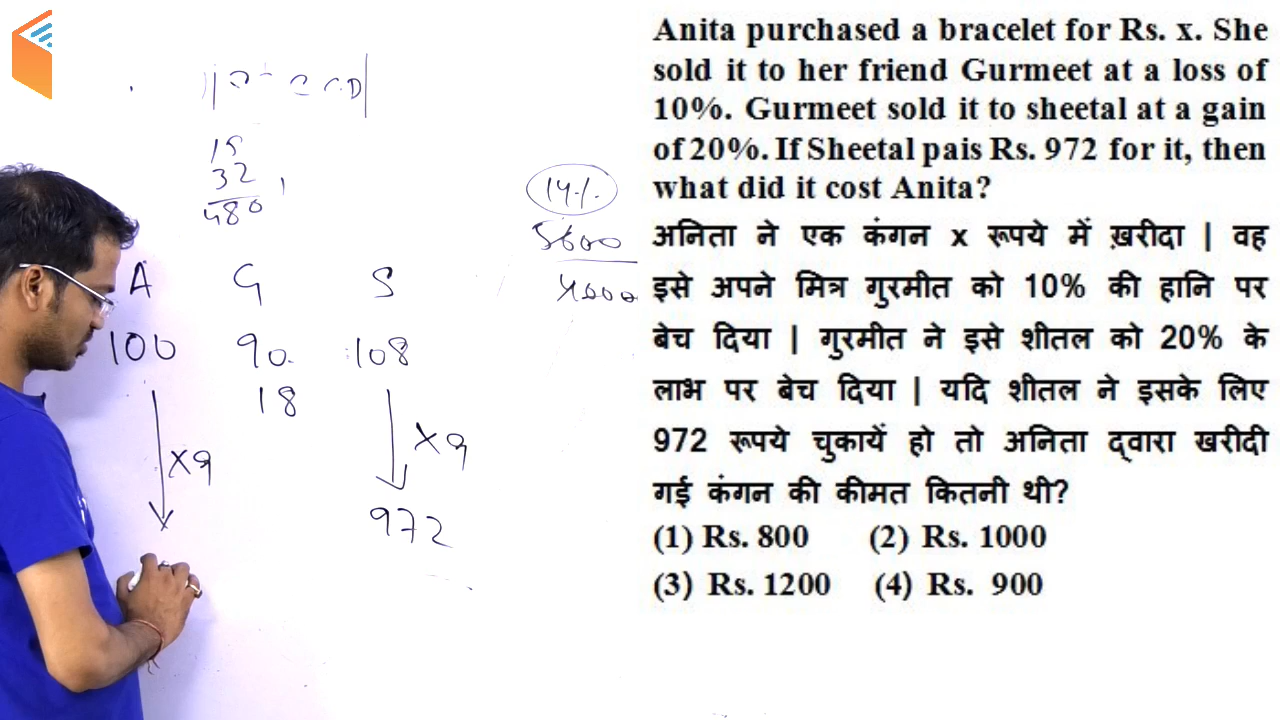 15
32
480
A G S
100 90 108
18
x9 x9
972
14%
5600
4000
Anita purchased a bracelet for Rs. x. She
sold it to her friend Gurmeet at a loss of
10%. Gurmeet sold it to sheetal at a gain
of 20%. If Sheetal pais Rs. 972 for it, then
what did it cost Anita?
अनिता ने एक कंगन x रूपये में ख़रीदा | वह
इसे अपने मित्र गुरमीत को 10% की हानि पर
बेच दिया | गुरमीत ने इसे शीतल को 20% के
लाभ पर बेच दिया | यदि शीतल ने इसके लिए
972 रूपये चुकायें हो तो अनिता द्वारा खरीदी
गई कंगन की कीमत कितनी थी?
(1) Rs. 800 (2) Rs. 1000
(3) Rs. 1200 (4) Rs. 900